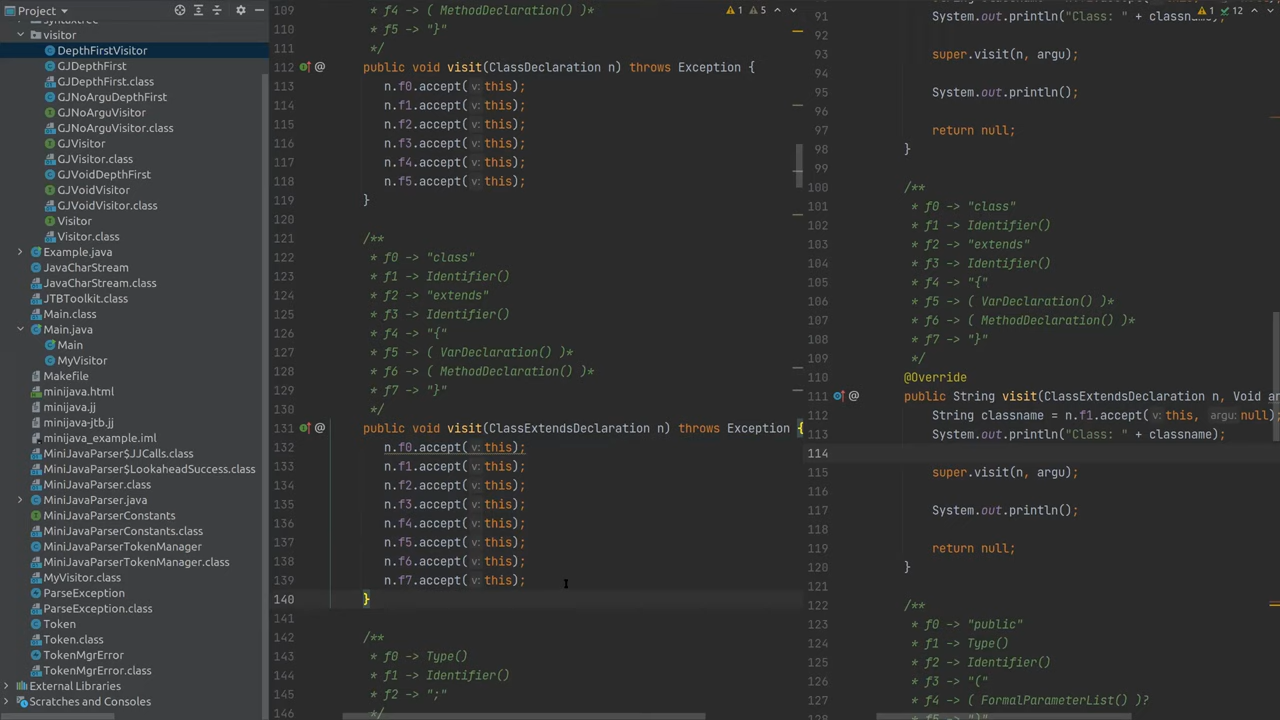 Project
syntaxtree
visitor
DepthFirstVisitor
GJDepthFirst
GJDepthFirst.class
GJNoArguDepthFirst
GJNoArguVisitor
GJNoArguVisitor.class
GJVisitor
GJVisitor.class
GJVoidDepthFirst
GJVoidVisitor
GJVoidVisitor.class
Visitor
Visitor.class
Example.java
JavaCharStream
JavaCharStream.class
JTBToolkit.class
Main.class
Main.java
Main
MyVisitor
Makefile
minijava.html
minijava.jj
minijava-jtb.jj
minijava_example.iml
MiniJavaParser$JJCalls.class
MiniJavaParser$LookaheadSuccess.class
MiniJavaParser.class
MiniJavaParser.java
MiniJavaParserConstants
MiniJavaParserConstants.class
MiniJavaParserTokenManager
MiniJavaParserTokenManager.class
MyVisitor.class
ParseException
ParseException.class
Token
Token.class
TokenMgrError
TokenMgrError.class
External Libraries
Scratches and Consoles
1 5
109 * f4 -> ( MethodDeclaration() )*
110 * f5 -> "}"
111 */
112 @ public void visit(ClassDeclaration n) throws Exception {
113 n.f0.accept( v: this);
114 n.f1.accept( v: this);
115 n.f2.accept( v: this);
116 n.f3.accept( v: this);
117 n.f4.accept( v: this);
118 n.f5.accept( v: this);
119 }
120
121 /**
122 * f0 -> "class"
123 * f1 -> Identifier()
124 * f2 -> "extends"
125 * f3 -> Identifier()
126 * f4 -> "{"
127 * f5 -> ( VarDeclaration() )*
128 * f6 -> ( MethodDeclaration() )*
129 * f7 -> "}"
130 */
131 @ public void visit(ClassExtendsDeclaration n) throws Exception {
132 n.f0.accept( v: this);
133 n.f1.accept( v: this);
134 n.f2.accept( v: this);
135 n.f3.accept( v: this);
136 n.f4.accept( v: this);
137 n.f5.accept( v: this);
138 n.f6.accept( v: this);
139 n.f7.accept( v: this);
140 }
141
142 /**
143 * f0 -> Type()
144 * f1 -> Identifier()
145 * f2 -> ";"
146 */
1 12
91 System.out.println("Class: " + classname);
92
93 super.visit(n, argu);
94
95 System.out.println();
96
97 return null;
98 }
99
100 /**
101 * f0 -> "class"
102 * f1 -> Identifier()
103 * f2 -> "extends"
104 * f3 -> Identifier()
105 * f4 -> "{"
106 * f5 -> ( VarDeclaration() )*
107 * f6 -> ( MethodDeclaration() )*
108 * f7 -> "}"
109 */
110 @Override
111 @ public String visit(ClassExtendsDeclaration n, Void ar
112 String classname = n.f1.accept( v: this, argu: null);
113 System.out.println("Class: " + classname);
114
115 super.visit(n, argu);
116
117 System.out.println();
118
119 return null;
120 }
121
122 /**
123 * f0 -> "public"
124 * f1 -> Type()
125 * f2 -> Identifier()
126 * f3 -> "("
127 * f4 -> ( FormalParameterList() )?
128 * f5 -> ")"